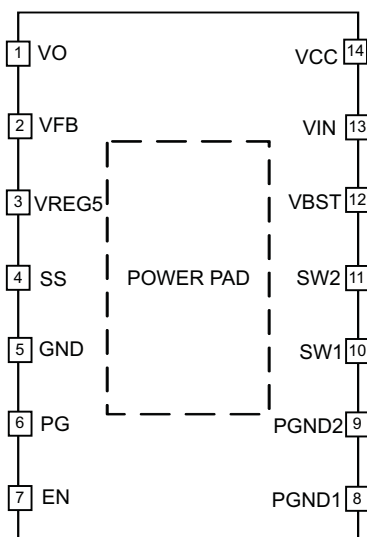 1 VO
VCC 14
2 VFB
VIN 13
3 VREG5
VBST 12
4 SS
POWER PAD
SW2 11
5 GND
SW1 10
6 PG
PGND2 9
7 EN
PGND1 8